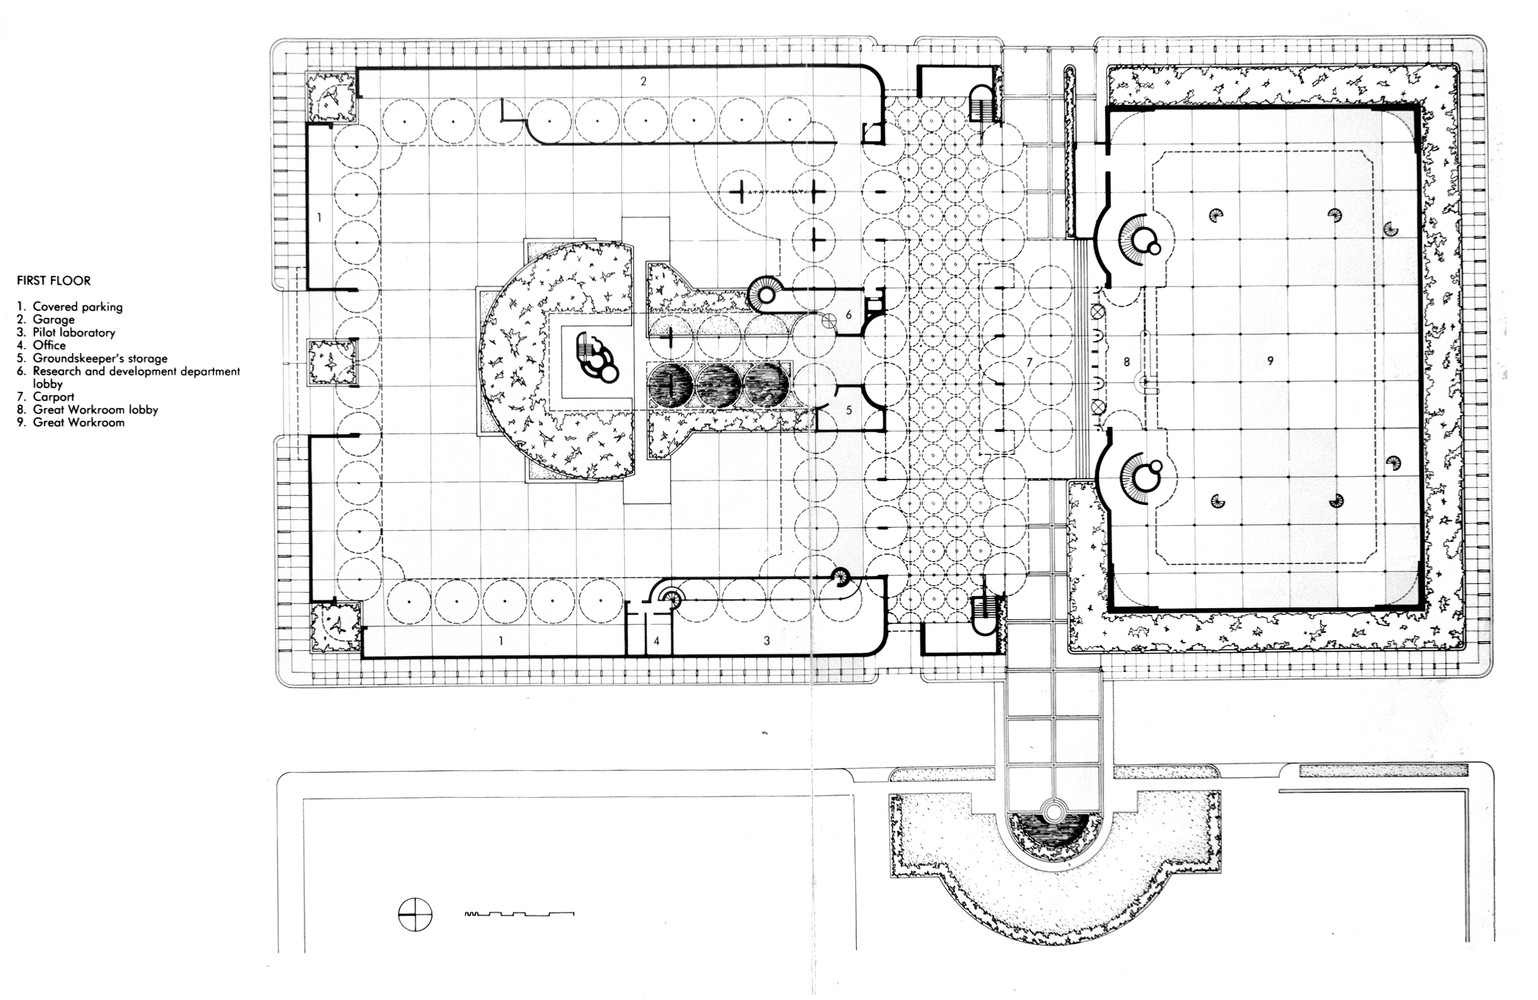 FIRST FLOOR
1. Covered parking
2. Garage
3. Pilot laboratory
4. Office
5. Groundskeeper's storage
6. Research and development department
lobby
7. Carport
8. Great Workroom lobby
9. Great Workroom
2
1
6
7
8
9
5
1
4
3